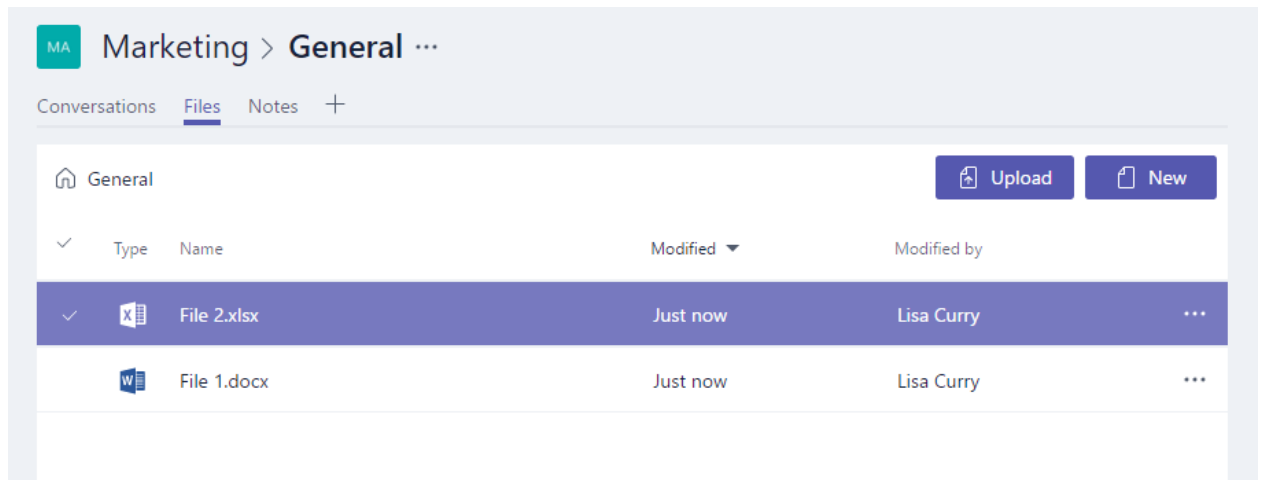 MA Marketing > General ···
Conversations Files Notes +
General Upload New
Type Name Modified Modified by
File 2.xlsx Just now Lisa Curry ···
File 1.docx Just now Lisa Curry ···